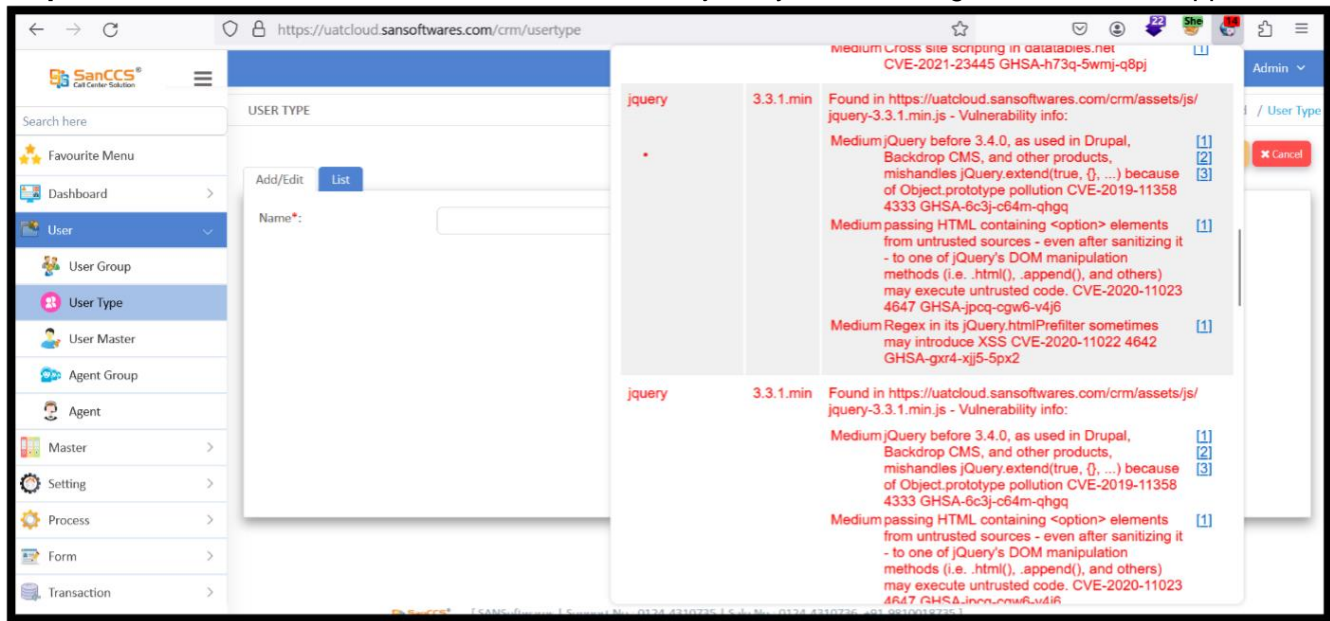 https://uatcloud.sansoftwares.com/crm/usertype
22
She
14
SanCCS®
Call Center Solution
Admin
Search here
USER TYPE
/ User Type
Favourite Menu
Cancel
Dashboard
Add/Edit List
User
Name*:
User Group
User Type
User Master
Agent Group
Agent
Master
Setting
Process
Form
Transaction
Medium Cross site scripting in datatables.net [1]
CVE-2021-23445 GHSA-h73q-5wmj-q8pj
jquery 3.3.1.min Found in https://uatcloud.sansoftwares.com/crm/assets/js/
jquery-3.3.1.min.js - Vulnerability info:
Medium jQuery before 3.4.0, as used in Drupal, [1]
Backdrop CMS, and other products, [2]
mishandles jQuery.extend(true, {}, ...) because [3]
of Object.prototype pollution CVE-2019-11358
4333 GHSA-6c3j-c64m-qhgq
Medium passing HTML containing <option> elements [1]
from untrusted sources - even after sanitizing it
- to one of jQuery's DOM manipulation
methods (i.e. .html(), .append(), and others)
may execute untrusted code. CVE-2020-11023
4647 GHSA-jpcq-cgw6-v4j6
Medium Regex in its jQuery.htmlPrefilter sometimes [1]
may introduce XSS CVE-2020-11022 4642
GHSA-gxr4-xjj5-5px2
jquery 3.3.1.min Found in https://uatcloud.sansoftwares.com/crm/assets/js/
jquery-3.3.1.min.js - Vulnerability info:
Medium jQuery before 3.4.0, as used in Drupal, [1]
Backdrop CMS, and other products, [2]
mishandles jQuery.extend(true, {}, ...) because [3]
of Object.prototype pollution CVE-2019-11358
4333 GHSA-6c3j-c64m-qhgq
Medium passing HTML containing <option> elements [1]
from untrusted sources - even after sanitizing it
- to one of jQuery's DOM manipulation
methods (i.e. .html(), .append(), and others)
may execute untrusted code. CVE-2020-11023
4647 GHSA-jpcq-cgw6-v4j6